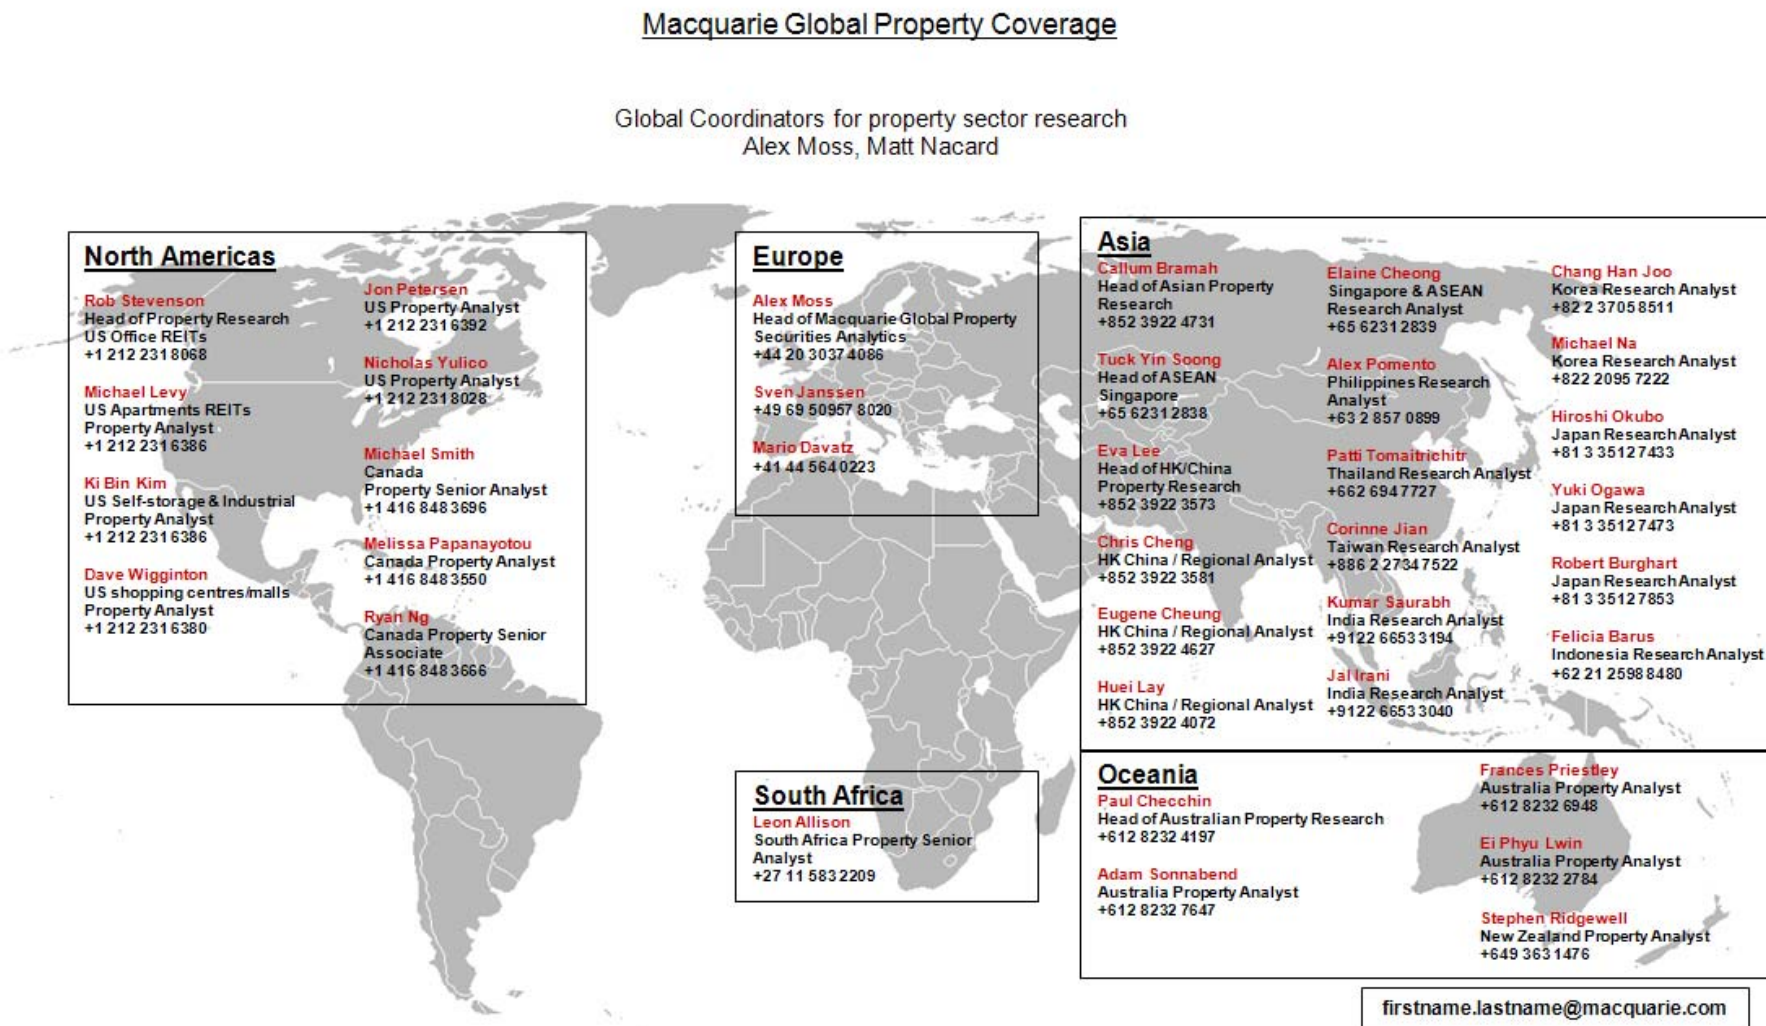 Macquarie Global Property Coverage
Global Coordinators for property sector research
Alex Moss, Matt Nacard
North Americas
Rob Stevenson
Head of Property Research
US Office REITs
+1 212 231 8068
Michael Levy
US Apartments REITs
Property Analyst
+1 212 231 6386
Ki Bin Kim
US Self-storage & Industrial
Property Analyst
+1 212 231 6386
Dave Wigginton
US shopping centres/malls
Property Analyst
+1 212 231 6380
Jon Petersen
US Property Analyst
+1 212 231 6392
Nicholas Yulico
US Property Analyst
+1 212 231 8028
Michael Smith
Canada
Property Senior Analyst
+1 416 848 3696
Melissa Papanayotou
Canada Property Analyst
+1 416 848 3550
Ryan Ng
Canada Property Senior
Associate
+1 416 848 3666
Europe
Alex Moss
Head of Macquarie Global Property
Securities Analytics
+44 20 3037 4086
Sven Janssen
+49 69 50957 8020
Mario Davatz
+41 44 564 0223
South Africa
Leon Allison
South Africa Property Senior
Analyst
+27 11 583 2209
Asia
Callum Bramah
Head of Asian Property
Research
+852 3922 4731
Tuck Yin Soong
Head of ASEAN
Singapore
+65 6231 2838
Eva Lee
Head of HK/China
Property Research
+852 3922 3573
Chris Cheng
HK China / Regional Analyst
+852 3922 3581
Eugene Cheung
HK China / Regional Analyst
+852 3922 4627
Huei Lay
HK China / Regional Analyst
+852 3922 4072
Elaine Cheong
Singapore & ASEAN
Research Analyst
+65 6231 2839
Alex Pomento
Philippines Research
Analyst
+63 2 857 0899
Patti Tomaitrichitr
Thailand Research Analyst
+662 694 7727
Corinne Jian
Taiwan Research Analyst
+886 2 2734 7522
Kumar Saurabh
India Research Analyst
+9122 6653 3194
Jal Irani
India Research Analyst
+9122 6653 3040
Chang Han Joo
Korea Research Analyst
+82 2 3705 8511
Michael Na
Korea Research Analyst
+822 2095 7222
Hiroshi Okubo
Japan Research Analyst
+81 3 3512 7433
Yuki Ogawa
Japan Research Analyst
+81 3 3512 7473
Robert Burghart
Japan Research Analyst
+81 3 3512 7853
Felicia Barus
Indonesia Research Analyst
+62 21 2598 8480
Oceania
Paul Checchin
Head of Australian Property Research
+612 8232 4197
Adam Sonnabend
Australia Property Analyst
+612 8232 7647
Frances Priestley
Australia Property Analyst
+612 8232 6948
Ei Phyu Lwin
Australia Property Analyst
+612 8232 2784
Stephen Ridgewell
New Zealand Property Analyst
+649 363 1476
firstname.lastname@macquarie.com